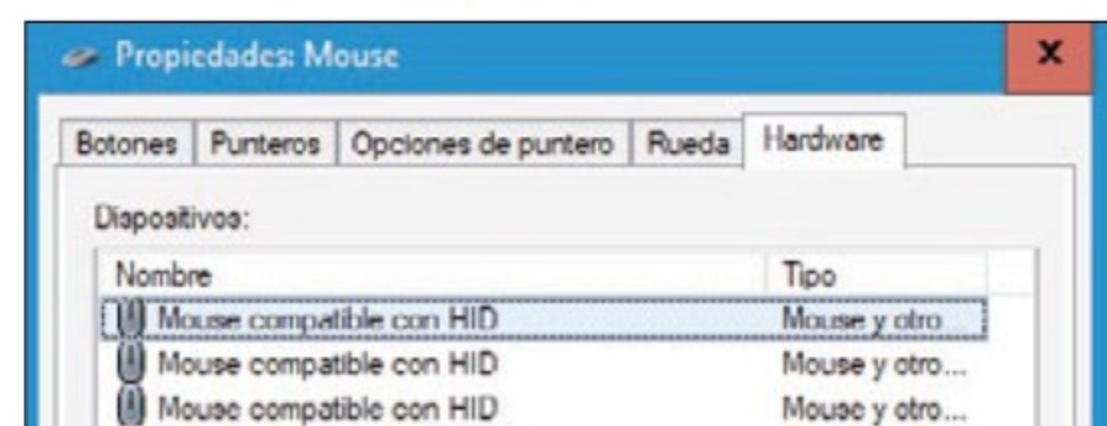 Propiedades: Mouse
x
Botones Punteros Opciones de puntero Rueda Hardware
Dispositivos:
Nombre Tipo
Mouse compatible con HID Mouse y otro...
Mouse compatible con HID Mouse y otro...
Mouse compatible con HID Mouse y otro...